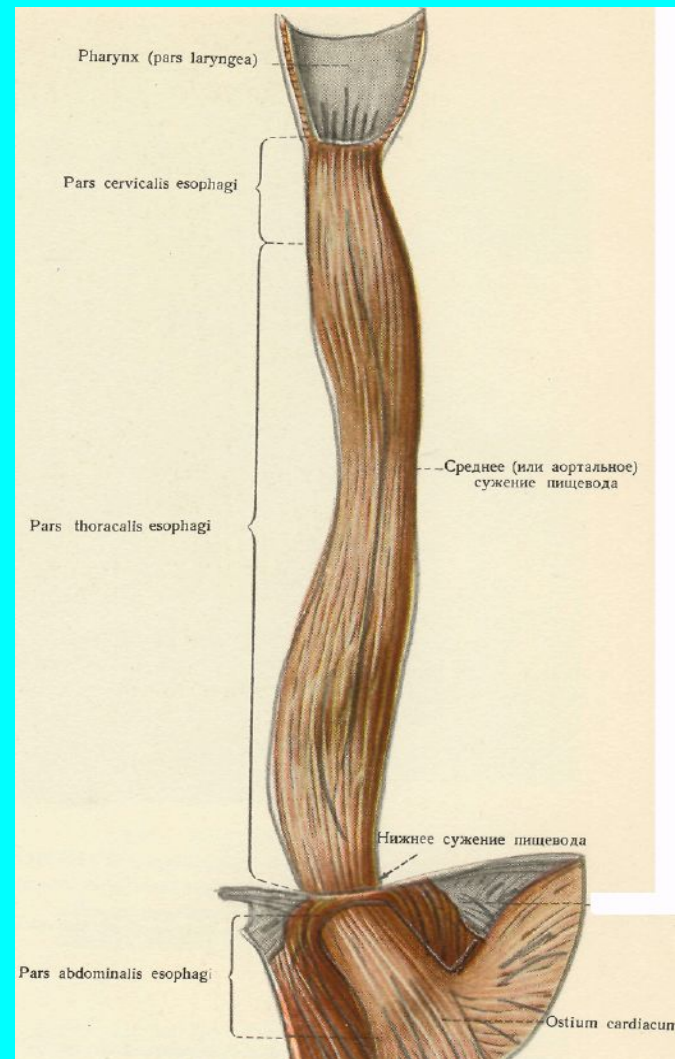 Pharynx (pars laryngea)
Pars cervicalis esophagi
Среднее (или аортальное)
сужение пищевода
Pars thoracalis esophagi
Нижнее сужение пищевода
Pars abdominalis esophagi
Ostium cardiacum